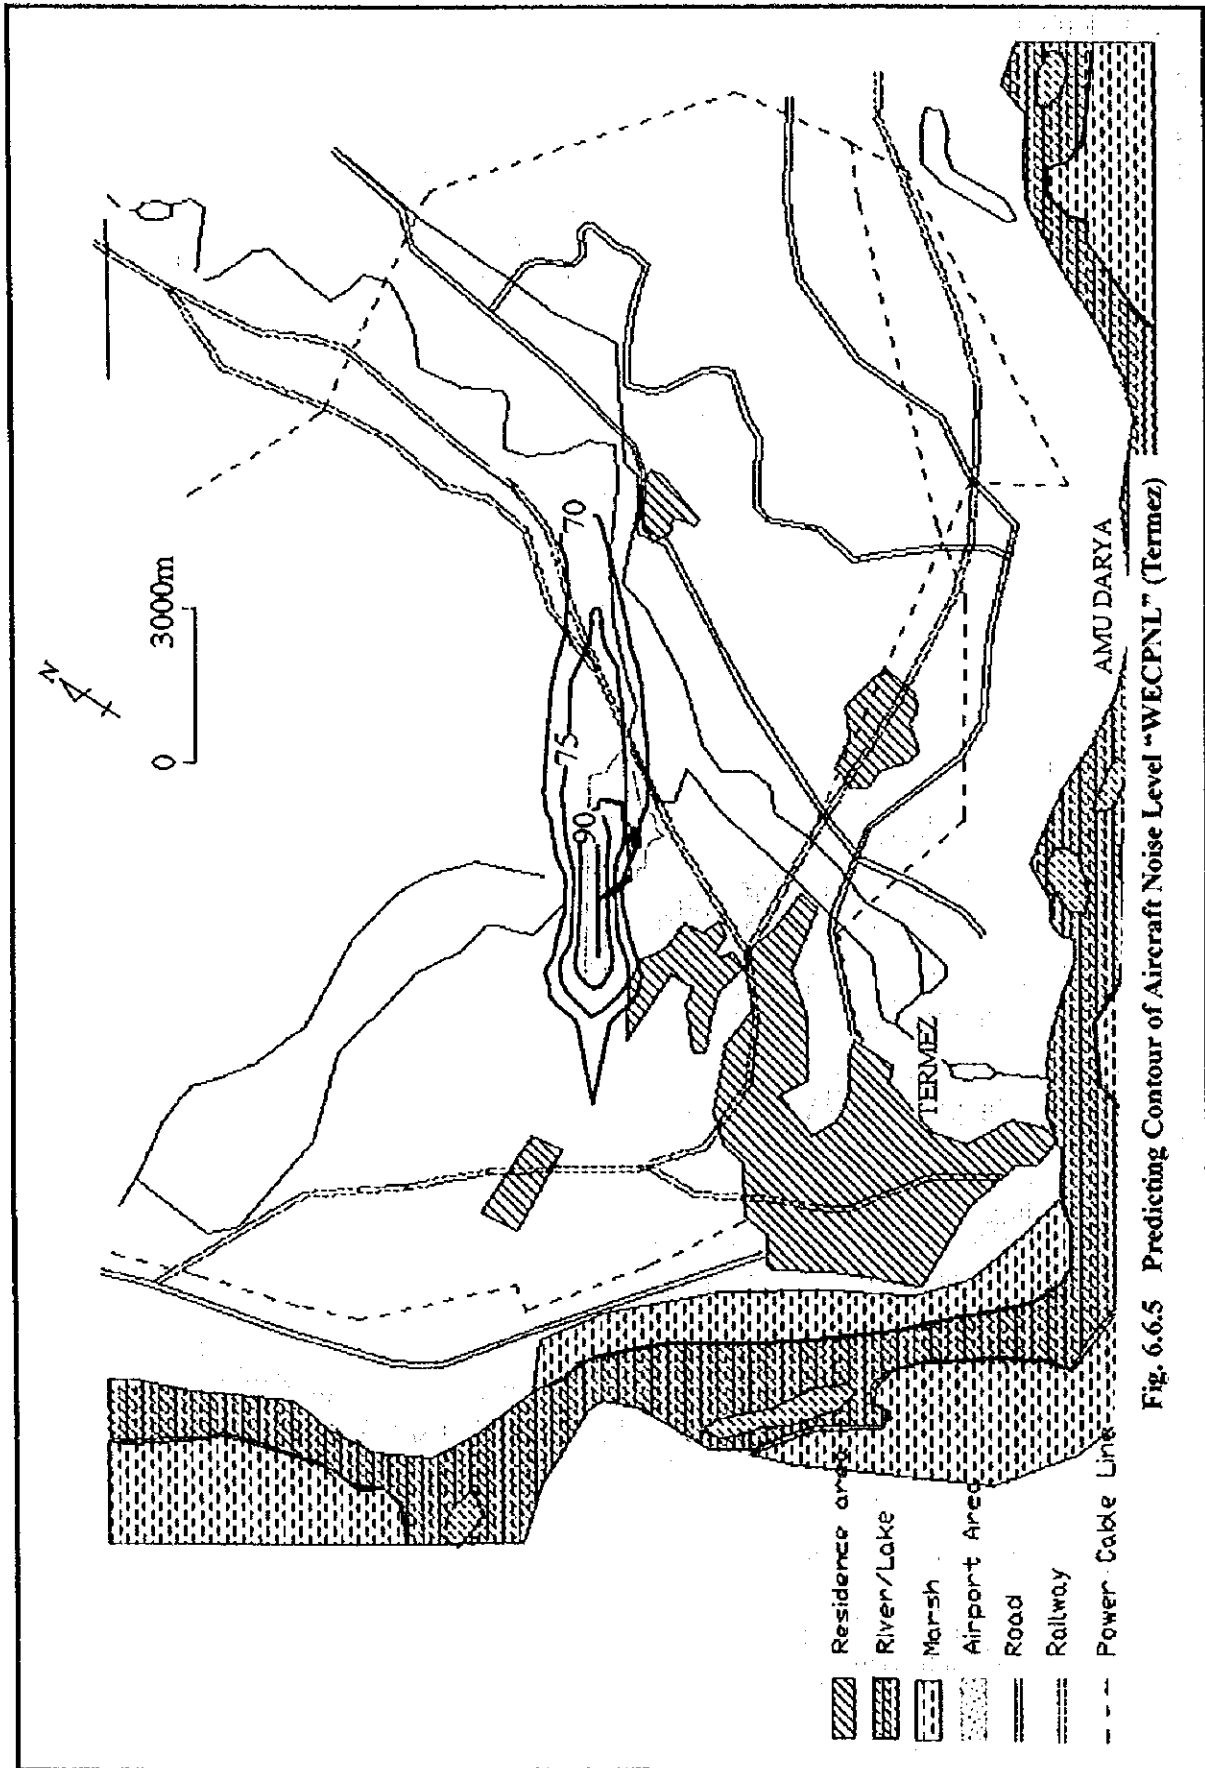 N
0 3000m
70
75
90
TERMEZ
AMU DARYA
Residence area
River/Lake
Marsh
Airport Area
Road
Railway
Power Cable Line
Fig. 6.6.5 Predicting Contour of Aircraft Noise Level "WECPNL" (Termez)